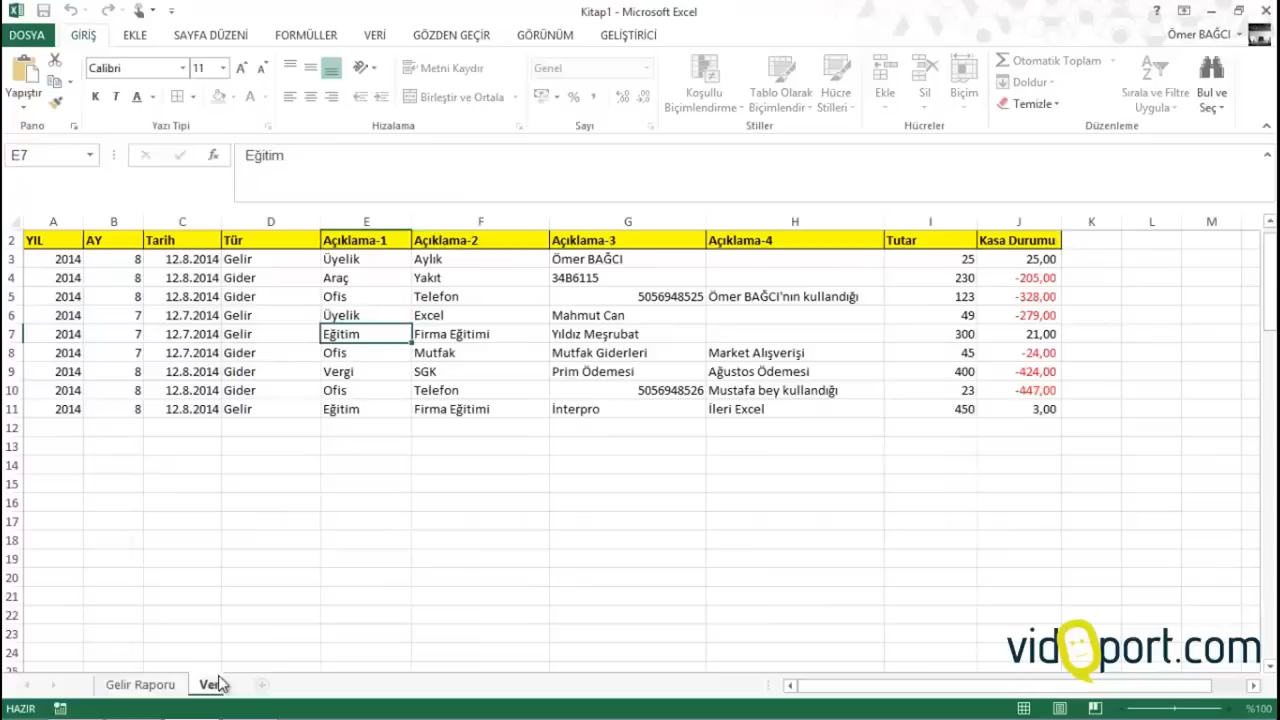 Kitap1 - Microsoft Excel
DOSYA GİRİŞ EKLE SAYFA DÜZENİ FORMÜLLER VERİ GÖZDEN GEÇİR GÖRÜNÜM GELİŞTİRİCİ Ömer BAĞCI
Calibri 11 Metni Kaydır Genel Otomatik Toplam
Doldur
Yapıştır K T A Birleştir ve Ortala Koşullu Biçimlendirme Tablo Olarak Biçimlendir Hücre Stilleri Ekle Sil Biçim Temizle Sırala ve Filtre Uygula Bul ve Seç
Pano Yazı Tipi Hizalama Sayı Stiller Hücreler Düzenleme
E7 fx Eğitim
A B C D E F G H I J K L M
2 YIL AY Tarih Tür Açıklama-1 Açıklama-2 Açıklama-3 Açıklama-4 Tutar Kasa Durumu
3 2014 8 12.8.2014 Gelir Üyelik Aylık Ömer BAĞCI 25 25,00
4 2014 8 12.8.2014 Gider Araç Yakıt 34B6115 230 -205,00
5 2014 8 12.8.2014 Gider Ofis Telefon 5056948525 Ömer BAĞCI'nın kullandığı 123 -328,00
6 2014 7 12.7.2014 Gelir Üyelik Excel Mahmut Can 49 -279,00
7 2014 7 12.7.2014 Gelir Eğitim Firma Eğitimi Yıldız Meşrubat 300 21,00
8 2014 7 12.7.2014 Gider Ofis Mutfak Mutfak Giderleri Market Alışverişi 45 -24,00
9 2014 8 12.8.2014 Gider Vergi SGK Prim Ödemesi Ağustos Ödemesi 400 -424,00
10 2014 8 12.8.2014 Gider Ofis Telefon 5056948526 Mustafa bey kullandığı 23 -447,00
11 2014 8 12.8.2014 Gelir Eğitim Firma Eğitimi İnterpro İleri Excel 450 3,00
12
13
14
15
16
17
18
19
20
21
22
23
24
25
vidoport.com
Gelir Raporu Veri
HAZIR %100